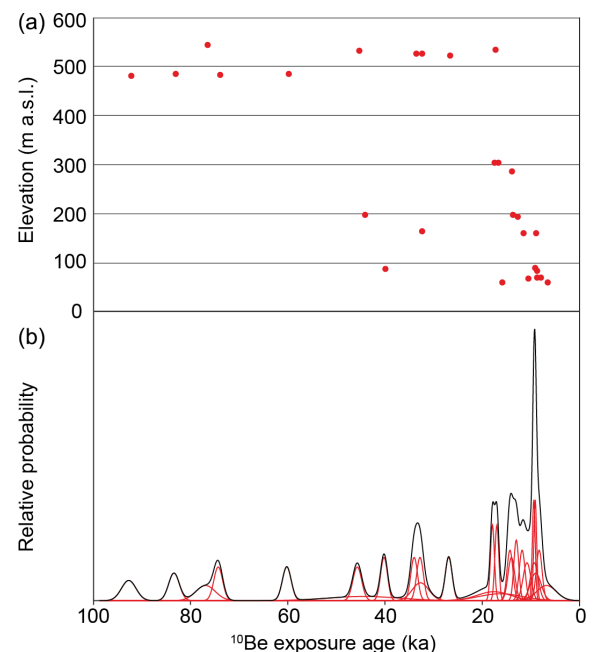 (a)
600
500
400
300
200
100
0
Elevation (m a.s.l.)
(b)
Relative probability
100 80 60 40 20 0
¹⁰Be exposure age (ka)